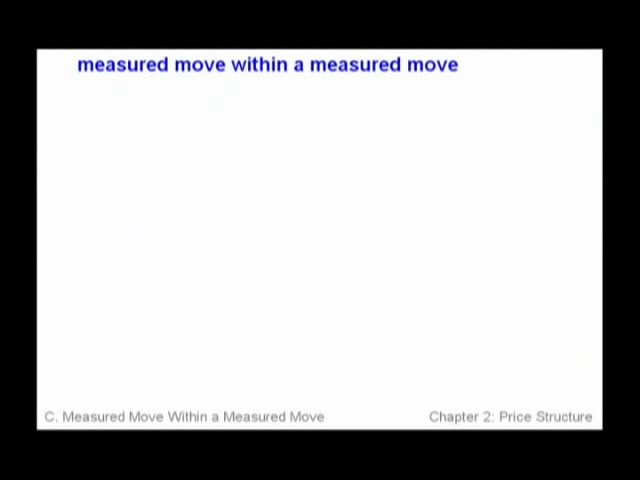 measured move within a measured move
C. Measured Move Within a Measured Move
Chapter 2: Price Structure